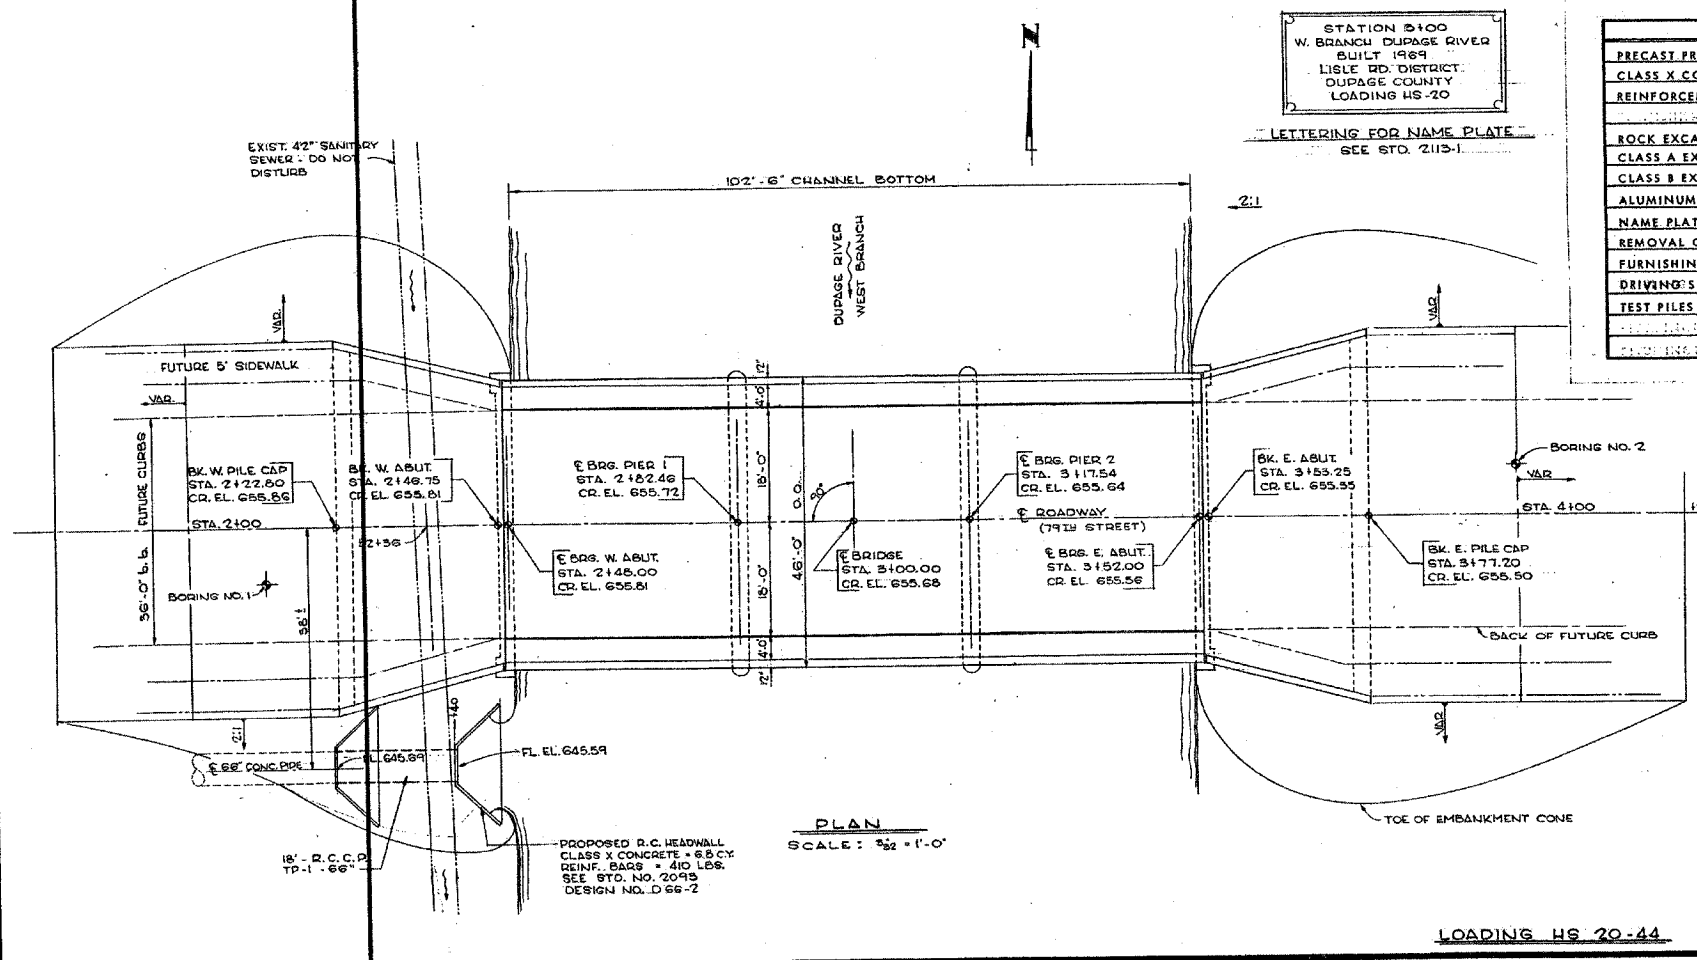 STATION 3+00
W. BRANCH DUPAGE RIVER
BUILT 1969
LISLE RD. DISTRICT
DUPAGE COUNTY
LOADING HS-20
LETTERING FOR NAME PLATE
SEE STD. 2113-1
PRECAST PR
CLASS X CO
REINFORCE
ROCK EXCA
CLASS A EX
CLASS B EX
ALUMINUM
NAME PLAT
REMOVAL
FURNISHIN
DRIVING S
TEST PILES
N
EXIST. 42" SANITARY
SEWER - DO NOT
DISTURB
102'-6" CHANNEL BOTTOM
2:1
DUPAGE RIVER
WEST BRANCH
VAR.
VAR.
FUTURE 5' SIDEWALK
VAR.
12"
4'-0"
18'-0"
46'-0" O.O.
18'-0"
4'-0"
12"
36'-0" b. b. FUTURE CURBS
BK. W. PILE CAP
STA. 2+22.80
CR. EL. 655.86
BK. W. ABUT.
STA. 2+46.75
CR. EL. 655.81
℄ BRG. PIER 1
STA. 2+82.46
CR. EL. 655.72
90°
℄ BRG. PIER 2
STA. 3+17.54
CR. EL. 655.64
BK. E. ABUT.
STA. 3+53.25
CR. EL. 655.55
BORING NO. 2
VAR
STA. 2+00
2+36
℄ ROADWAY
(79TH STREET)
STA. 4+00
℄ BRG. W. ABUT.
STA. 2+48.00
CR. EL. 655.81
℄ BRIDGE
STA. 3+00.00
CR. EL. 655.68
℄ BRG. E. ABUT.
STA. 3+52.00
CR. EL. 655.56
BK. E. PILE CAP
STA. 3+77.20
CR. EL. 655.50
BORING NO. 1
38'±
BACK OF FUTURE CURB
2:1
+40
VAR
℄ 66" CONC. PIPE
FL. 645.69
FL. EL. 645.59
18' - R.C.C.P.
TP-1 - 66"
PROPOSED R.C. HEADWALL
CLASS X CONCRETE = 6.8 C.Y.
REINF. BARS = 410 LBS.
SEE STD. NO. 2093
DESIGN NO. D 66-2
PLAN
SCALE: 3/32" = 1'-0"
TOE OF EMBANKMENT CONE
LOADING HS 20-44